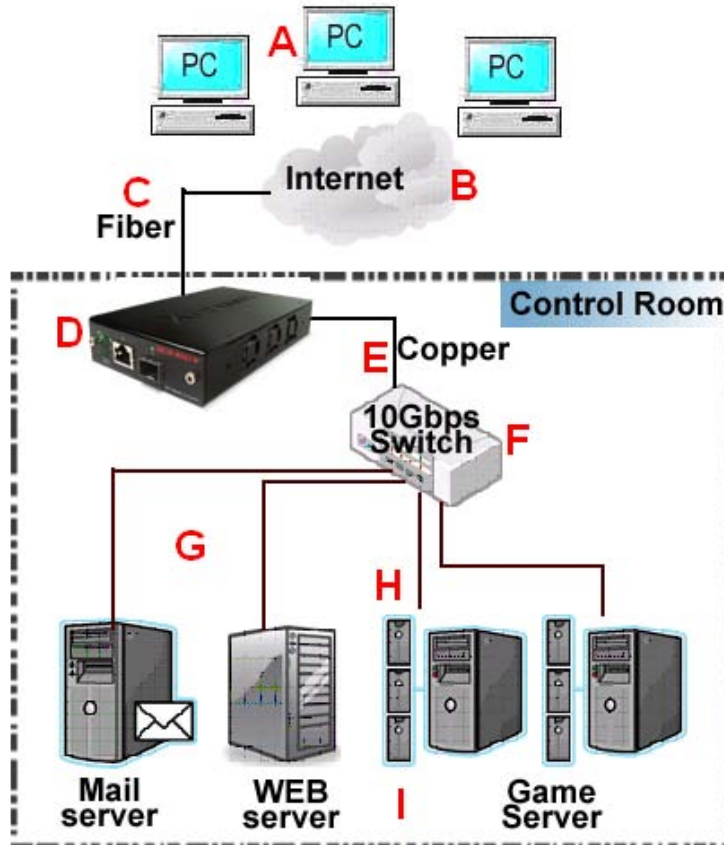 A
PC
PC
PC
Internet
B
C
Fiber
Control Room
D
E
Copper
10Gbps
Switch
F
G
H
Mail
server
WEB
server
I
Game
Server